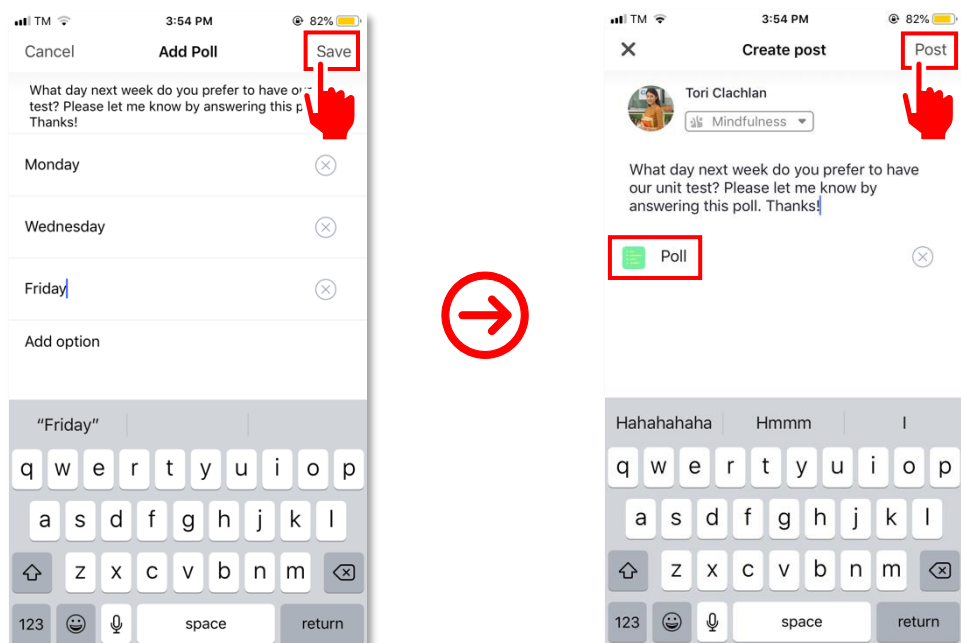 TM 3:54 PM 82%
Cancel Add Poll Save
What day next week do you prefer to have
test? Please let me know by answering this
Thanks!
Monday
Wednesday
Friday
Add option
“Friday”
q w e r t y u i o p
a s d f g h j k l
z x c v b n m
123 space return
TM 3:54 PM 82%
Create post Post
Tori Clachlan
Mindfulness
What day next week do you prefer to have
our unit test? Please let me know by
answering this poll. Thanks!
Poll
Hahahahaha Hmmm I
q w e r t y u i o p
a s d f g h j k l
z x c v b n m
123 space return